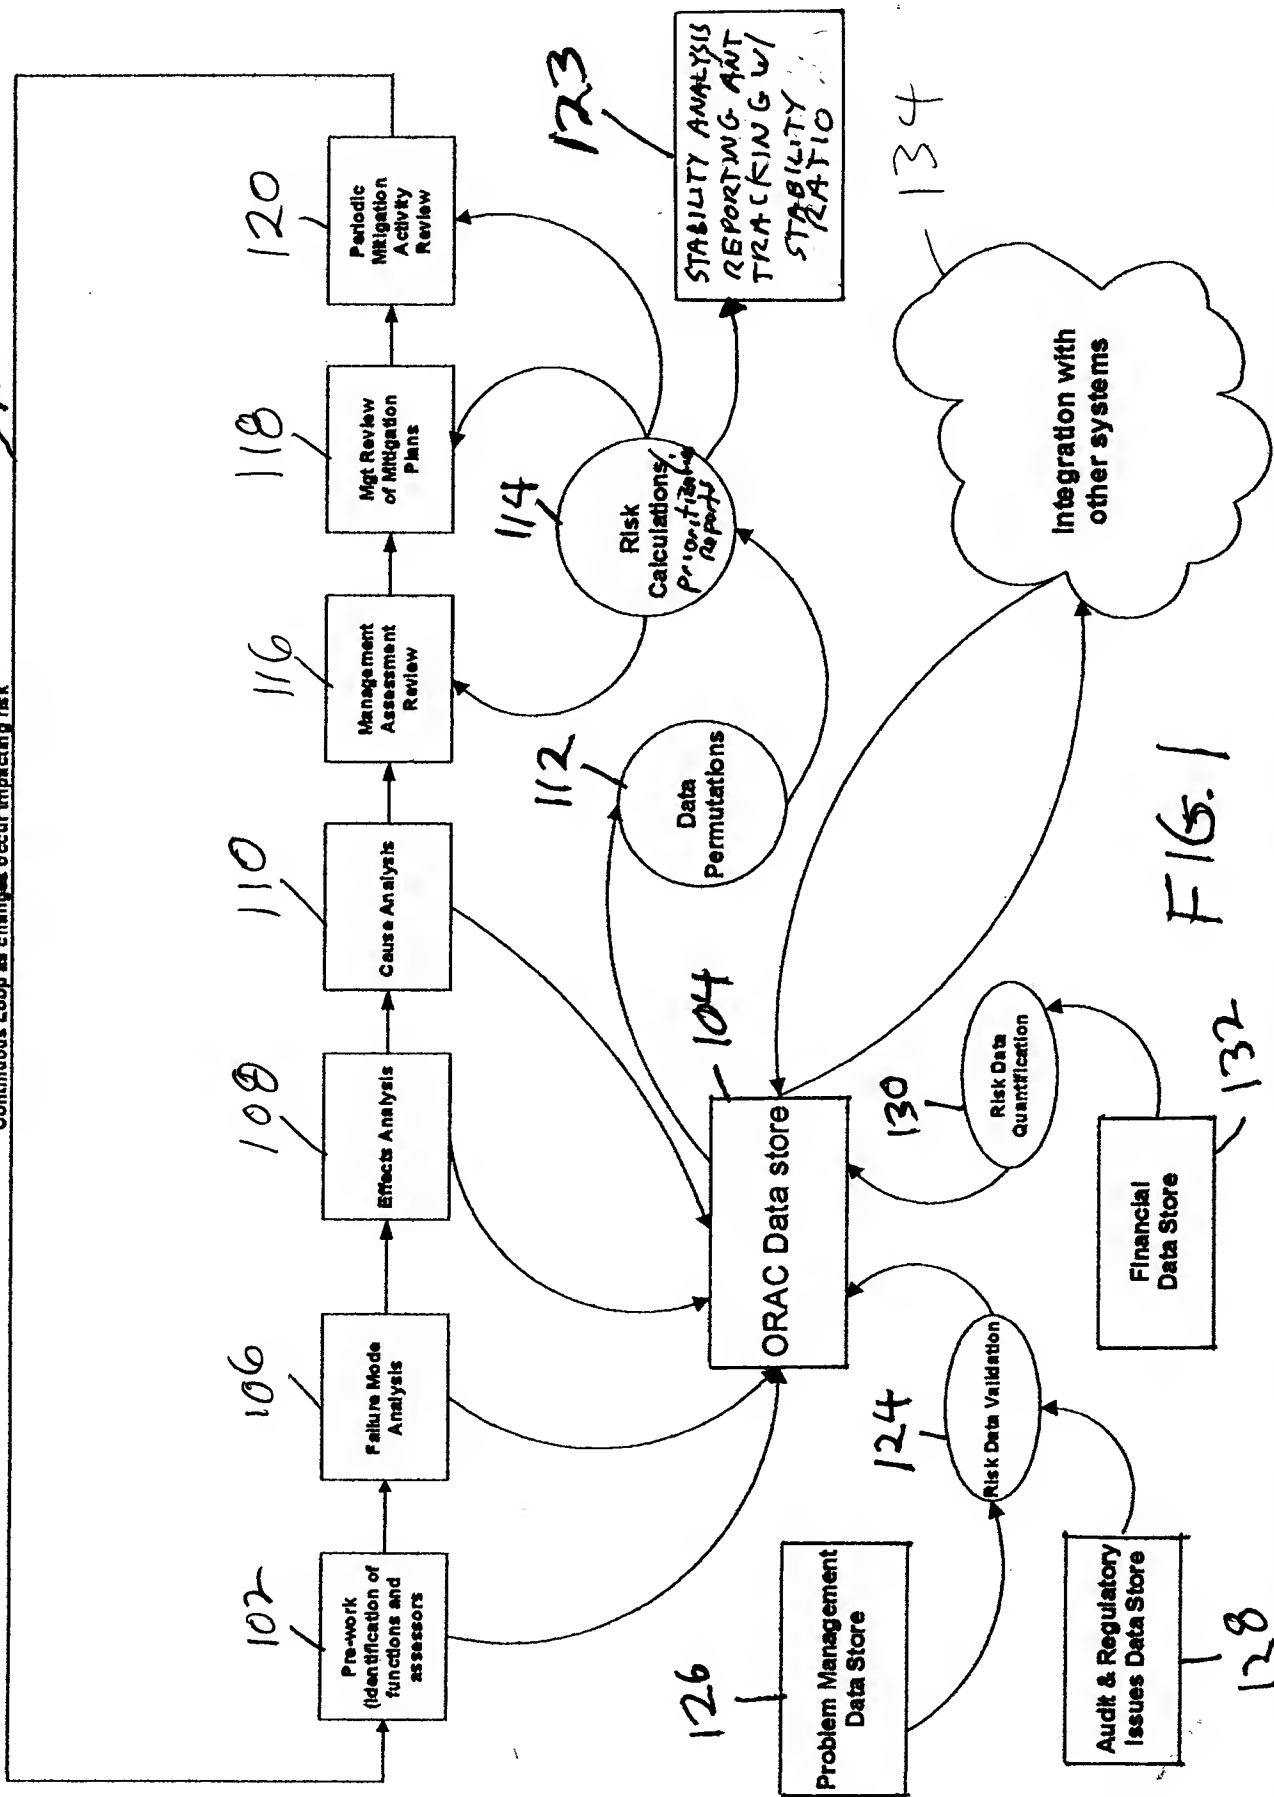 Continuous Loop as changes occur impacting risk
102
Pre-work
(Identification of
functions and
assessors
106
Failure Mode
Analysis
108
Effects Analysis
110
Cause Analysis
116
Management
Assessment
Review
118
Mgt Review
of Mitigation
Plans
120
Periodic
Mitigation
Activity
Review
104
ORAC Data store
112
Data
Permutations
114
Risk
Calculations/
Prioritizating
Reports
123
STABILITY ANALYSIS
REPORTING ANT
TRACKING W/
STABILITY
RATIO
126
Problem Management
Data Store
124
Risk Data Validation
128
Audit & Regulatory
Issues Data Store
130
Risk Data
Quantification
132
Financial
Data Store
134
Integration with
other systems
FIG. 1